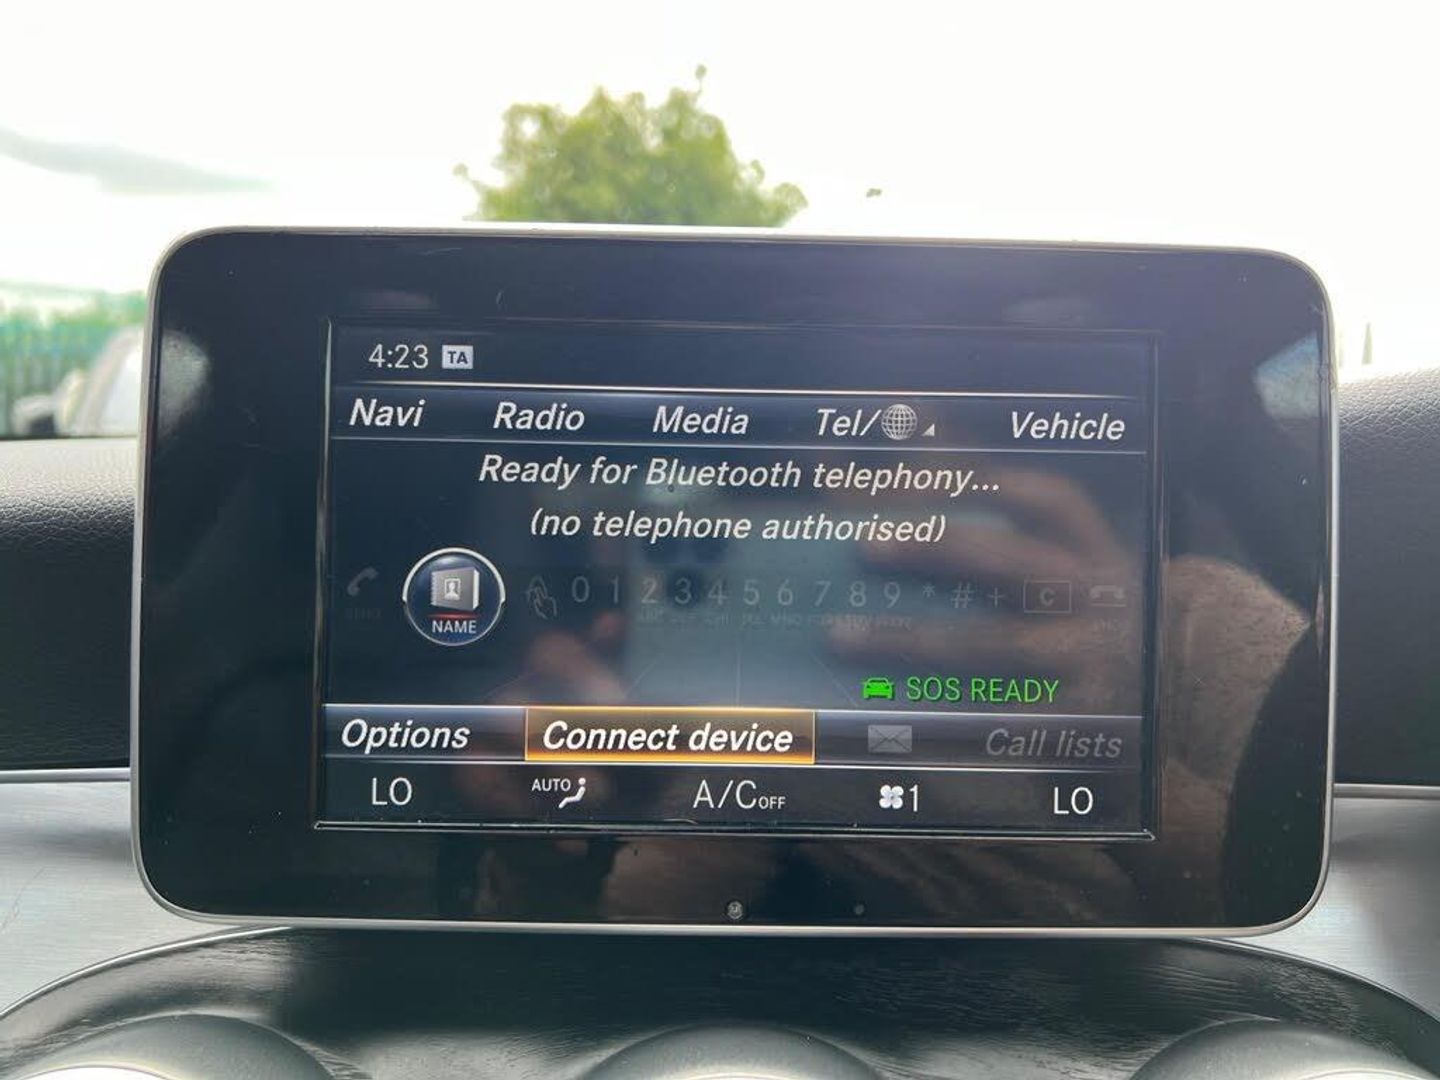 4:23 TA
Navi Radio Media Tel/ Vehicle
Ready for Bluetooth telephony...
(no telephone authorised)
NAME 0 1 2 3 4 5 6 7 8 9 * # + C
SOS READY
Options Connect device Call lists
LO AUTO A/C OFF 1 LO